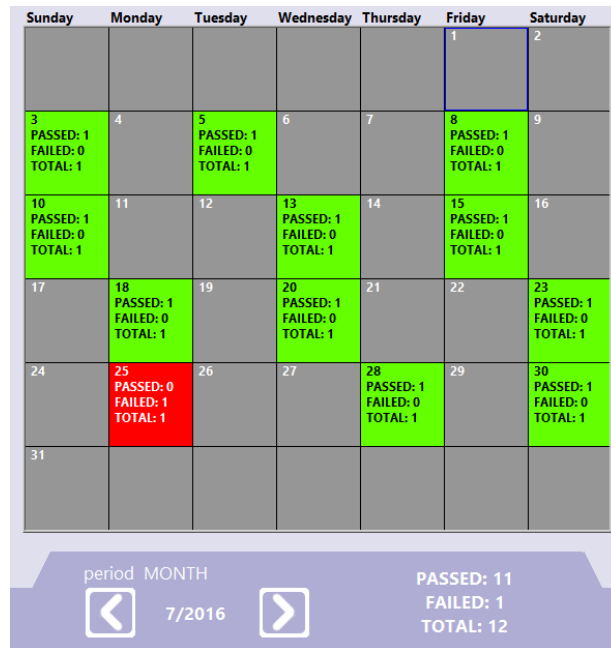 Sunday Monday Tuesday Wednesday Thursday Friday Saturday
1 2
3 4 5 6 7 8 9
PASSED: 1 PASSED: 1 PASSED: 1
FAILED: 0 FAILED: 0 FAILED: 0
TOTAL: 1 TOTAL: 1 TOTAL: 1
10 11 12 13 14 15 16
PASSED: 1 PASSED: 1 PASSED: 1
FAILED: 0 FAILED: 0 FAILED: 0
TOTAL: 1 TOTAL: 1 TOTAL: 1
17 18 19 20 21 22 23
PASSED: 1 PASSED: 1 PASSED: 1
FAILED: 0 FAILED: 0 FAILED: 0
TOTAL: 1 TOTAL: 1 TOTAL: 1
24 25 26 27 28 29 30
PASSED: 0 PASSED: 1 PASSED: 1
FAILED: 1 FAILED: 0 FAILED: 0
TOTAL: 1 TOTAL: 1 TOTAL: 1
31
period MONTH
7/2016
PASSED: 11
FAILED: 1
TOTAL: 12